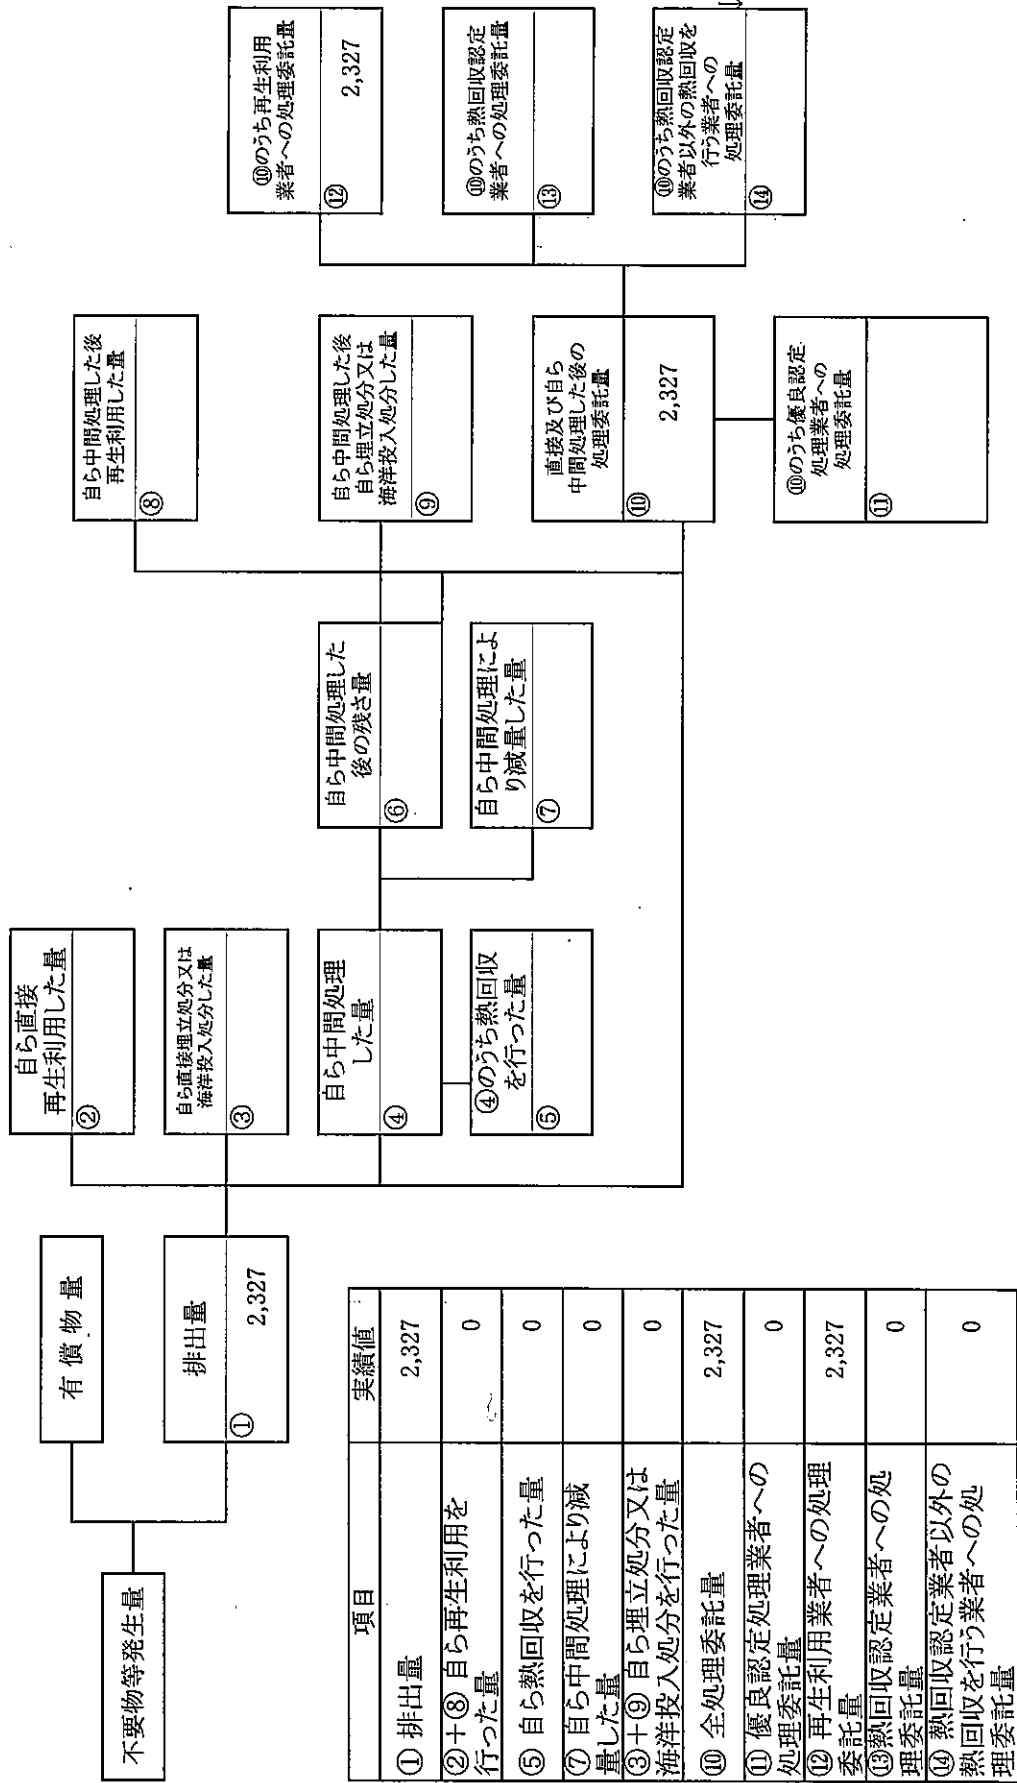 不要物等発生量
有償物量
排出量
①
2,327
自ら直接
再生利用した量
②
自ら直接埋立処分又は
海洋投入処分した量
③
自ら中間処理
した量
④
④のうち熱回収
を行った量
⑤
自ら中間処理した
後の残さ量
⑥
自ら中間処理によ
り減量した量
⑦
自ら中間処理した後
再生利用した量
⑧
自ら中間処理した後
自ら埋立処分又は
海洋投入処分した量
⑨
直接及び自ら
中間処理した後の
処理委託量
⑩
2,327
⑩のうち優良認定
処理業者への
処理委託量
⑪
⑩のうち再生利用
業者への処理委託量
⑫
2,327
⑩のうち熱回収認定
業者への処理委託量
⑬
⑩のうち熱回収認定
業者以外の熱回収を
行う業者への
処理委託量
⑭
項目 実績値
①排出量 2,327
②+⑧ 自ら再生利用を
行った量 0
⑤ 自ら熱回収を行った量 0
⑦ 自ら中間処理により減
量した量 0
③+⑨ 自ら埋立処分又は
海洋投入処分を行った量 0
⑩ 全処理委託量 2,327
⑪ 優良認定処理業者への
処理委託量 0
⑫ 再生利用業者への処理
委託量 2,327
⑬熱回収認定業者への処
理委託量 0
⑭ 熱回収認定業者以外の
熱回収を行う業者への処
理委託量 0